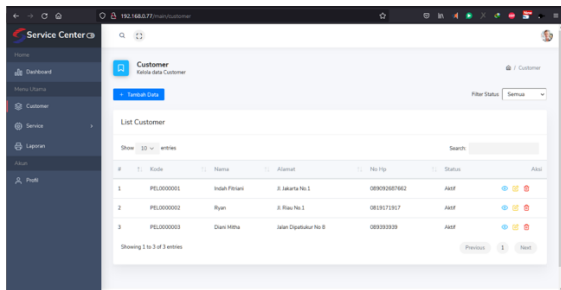 192.168.0.77/main/customer
Service Center
Home
Dashboard
Menu Utama
Customer
Service
Laporan
Akun
Profil
Customer
Kelola data Customer
/ Customer
+ Tambah Data
Filter Status
Semua
List Customer
Show 10 entries
Search
# Kode Nama Alamat No Hp Status Aksi
1 PEL0000001 Indah Fitriani Jl. Jakarta No.1 089092687662 Aktif
2 PEL0000002 Ryan Jl. Riau No.1 0819171917 Aktif
3 PEL0000003 Diani Hitha Jalan Dipatiukur No 8 089393939 Aktif
Showing 1 to 3 of 3 entries
Previous 1 Next